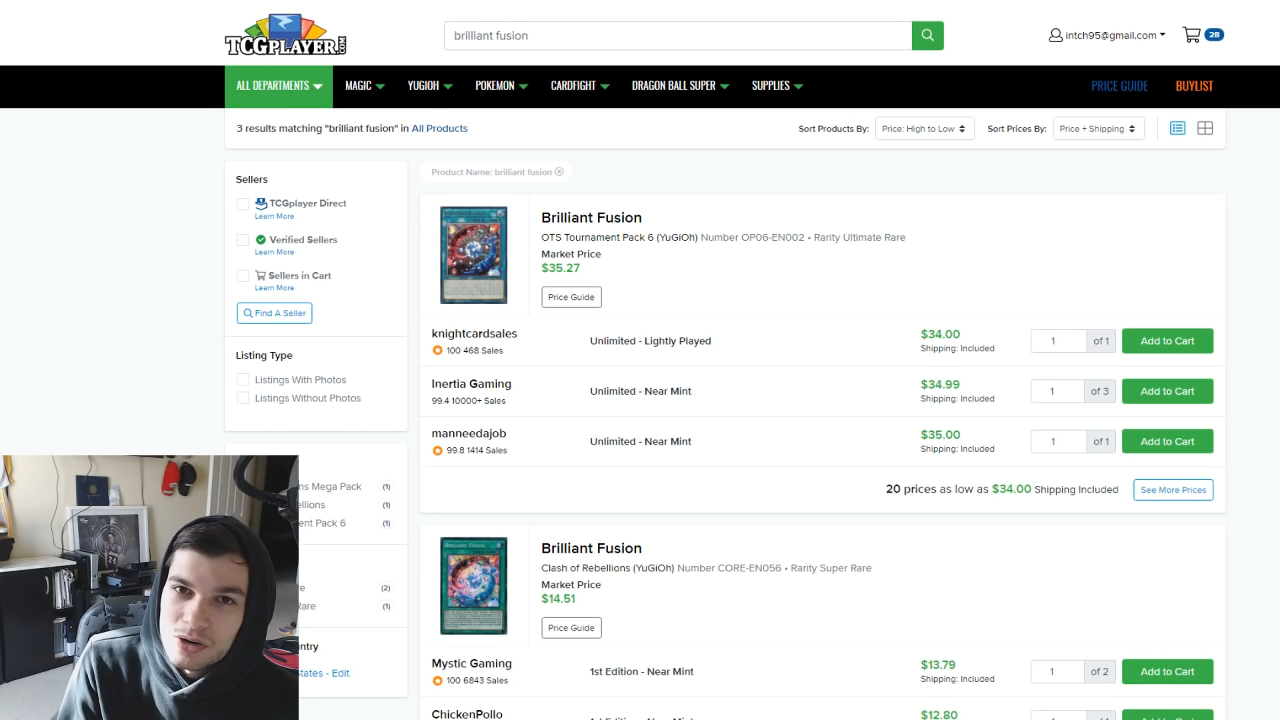 TCGPLAYER.COM
brilliant fusion
intch95@gmail.com
28
ALL DEPARTMENTS
MAGIC
YUGIOH
POKEMON
CARDFIGHT
DRAGON BALL SUPER
SUPPLIES
PRICE GUIDE
BUYLIST
3 results matching "brilliant fusion" in All Products
Sort Products By:
Price: High to Low
Sort Prices By:
Price + Shipping
Sellers
TCGplayer Direct
Learn More
Verified Sellers
Learn More
Sellers in Cart
Learn More
Find A Seller
Listing Type
Listings With Photos
Listings Without Photos
ns Mega Pack (1)
ellions (1)
ent Pack 6 (1)
e (2)
Rare (1)
ntry
tates - Edit
Product Name: brilliant fusion
Brilliant Fusion
OTS Tournament Pack 6 (YuGiOh) Number OP06-EN002 • Rarity Ultimate Rare
Market Price
$35.27
Price Guide
knightcardsales
100 468 Sales
Unlimited - Lightly Played
$34.00
Shipping: Included
1 of 1
Add to Cart
Inertia Gaming
99.4 10000+ Sales
Unlimited - Near Mint
$34.99
Shipping: Included
1 of 3
Add to Cart
manneedajob
99.8 1414 Sales
Unlimited - Near Mint
$35.00
Shipping: Included
1 of 1
Add to Cart
20 prices as low as $34.00 Shipping Included
See More Prices
Brilliant Fusion
Clash of Rebellions (YuGiOh) Number CORE-EN056 • Rarity Super Rare
Market Price
$14.51
Price Guide
Mystic Gaming
100 6843 Sales
1st Edition - Near Mint
$13.79
Shipping: Included
1 of 2
Add to Cart
ChickenPollo
$12.80